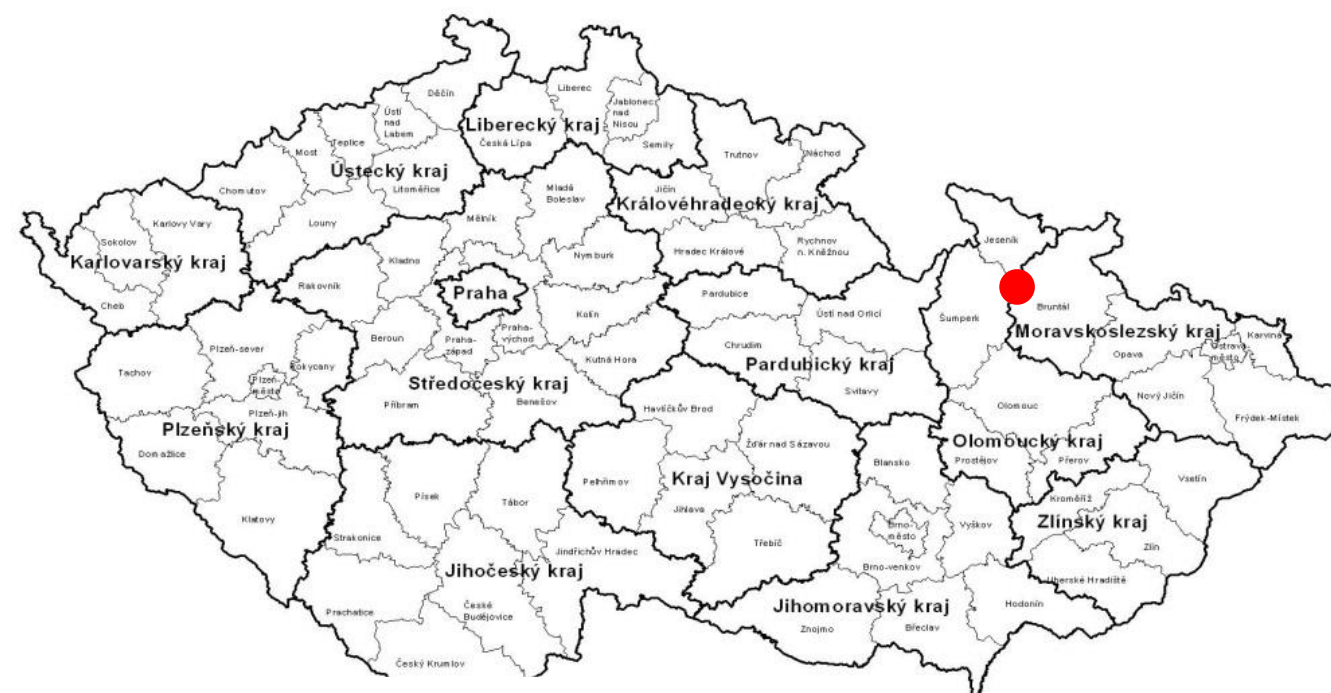 Děčín
Liberec
Ústí
nad
Labem
Jablonec
nad
Nisou
Liberecký kraj
Česká Lípa
Semily
Teplice
Most
Ústecký kraj
Chomutov
Litoměřice
Louny
Trutnov
Náchod
Jičín
Královéhradecký kraj
Hradec Králové
Rychnov
n. Kněžnou
Mladá
Boleslav
Mělník
Nymburk
Kladno
Rakovník
Praha
Kolín
Beroun
Praha-
západ
Praha-
východ
Kutná Hora
Středočeský kraj
Benešov
Příbram
Karlovy Vary
Sokolov
Karlovarský kraj
Cheb
Plzeň-sever
Tachov
Rokycany
Plzeň-
město
Plzeň-jih
Plzeňský kraj
Domažlice
Klatovy
Pardubice
Ústí nad Orlicí
Chrudim
Pardubický kraj
Svitavy
Jeseník
Šumperk
Bruntál
Moravskoslezský kraj
Opava
Ostrava
město
Karviná
Nový Jičín
Frýdek-Místek
Olomouc
Olomoucký kraj
Prostějov
Přerov
Havlíčkův Brod
Žďár nad Sázavou
Pelhřimov
Kraj Vysočina
Jihlava
Třebíč
Písek
Tábor
Strakonice
Jindřichův Hradec
Jihočeský kraj
Prachatice
České
Budějovice
Český Krumlov
Blansko
Brno-
město
Vyškov
Brno-venkov
Jihomoravský kraj
Znojmo
Břeclav
Hodonín
Vsetín
Kroměříž
Zlínský kraj
Zlín
Uherské Hradiště